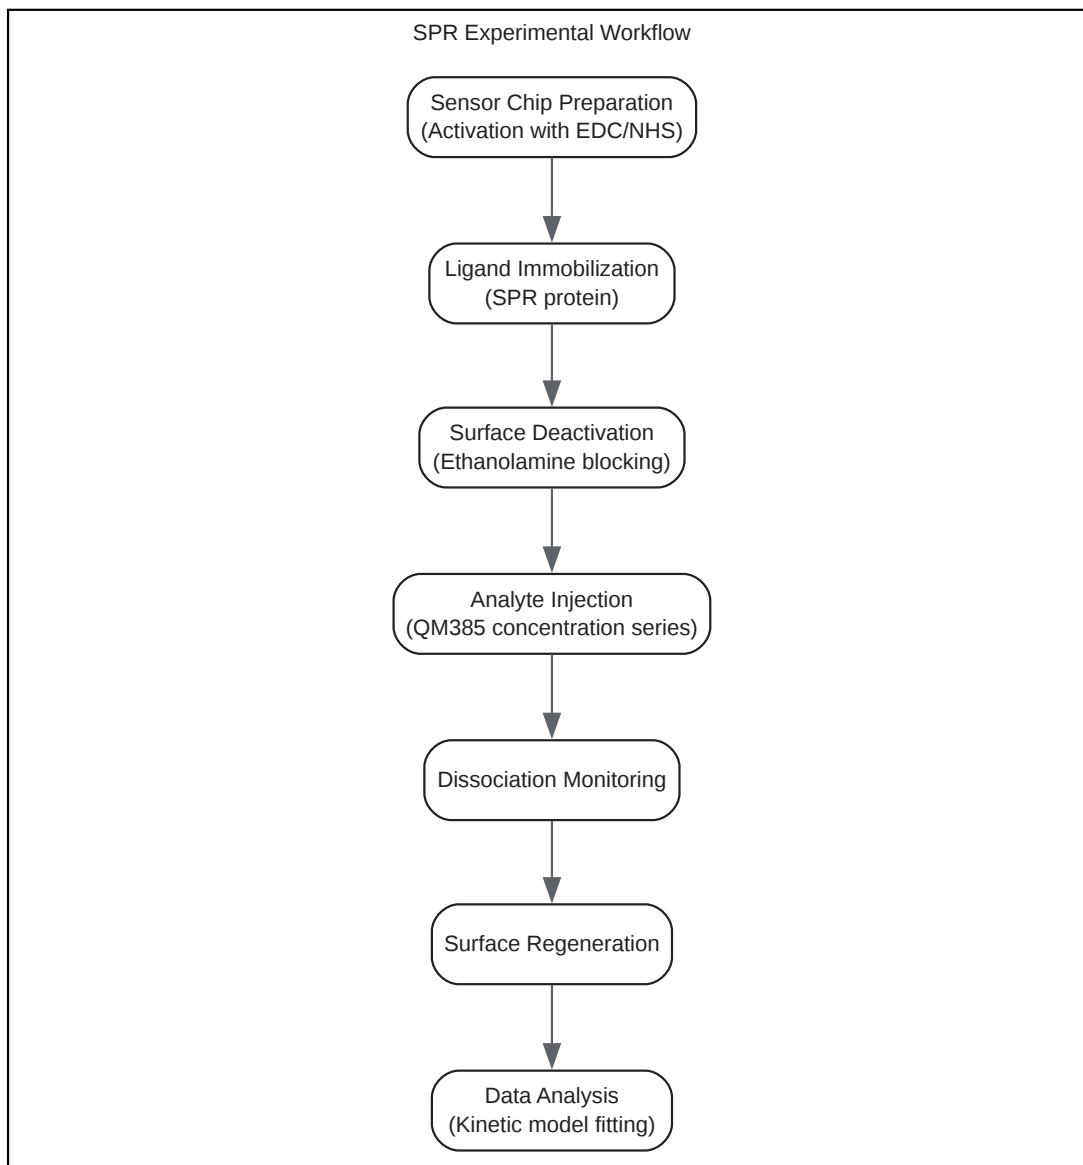 SPR Experimental Workflow
Sensor Chip Preparation
(Activation with EDC/NHS)
Ligand Immobilization
(SPR protein)
Surface Deactivation
(Ethanolamine blocking)
Analyte Injection
(QM385 concentration series)
Dissociation Monitoring
Surface Regeneration
Data Analysis
(Kinetic model fitting)